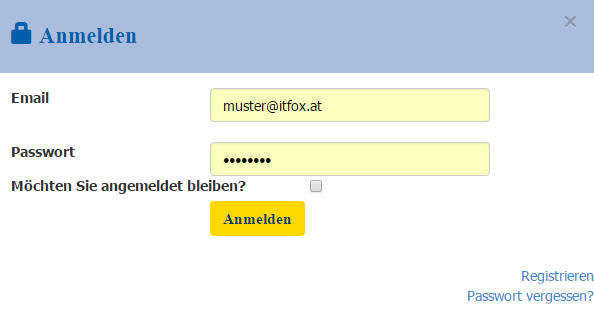 Anmelden
×
Email
muster@itfox.at
Passwort
••••••••
Möchten Sie angemeldet bleiben?
Anmelden
Registrieren
Passwort vergessen?